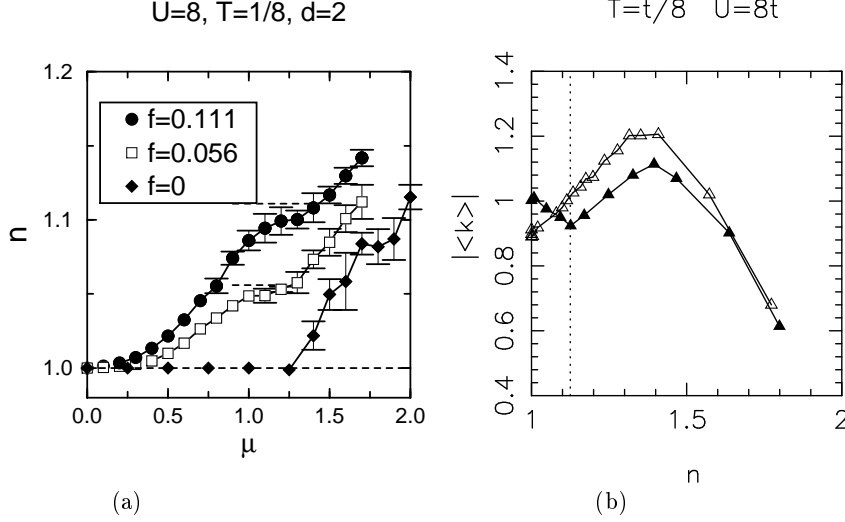 U=8, T=1/8, d=2
1.2
1.1
1.0
n
f=0.111
f=0.056
f=0
0.0 0.5 1.0 1.5 2.0
μ
(a)
T=t/8 U=8t
1.4
1.2
1
0.8
0.6
0.4
|<k>|
1 1.5 2
n
(b)